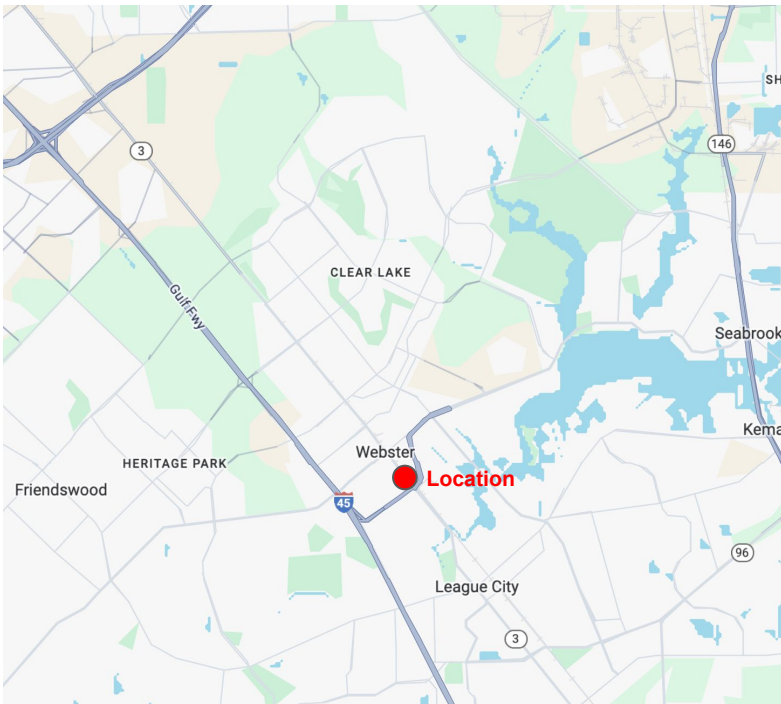 SH
3
146
CLEAR LAKE
Gulf Fwy
Seabrook
Kema
Webster
HERITAGE PARK
Location
Friendswood
45
96
League City
3